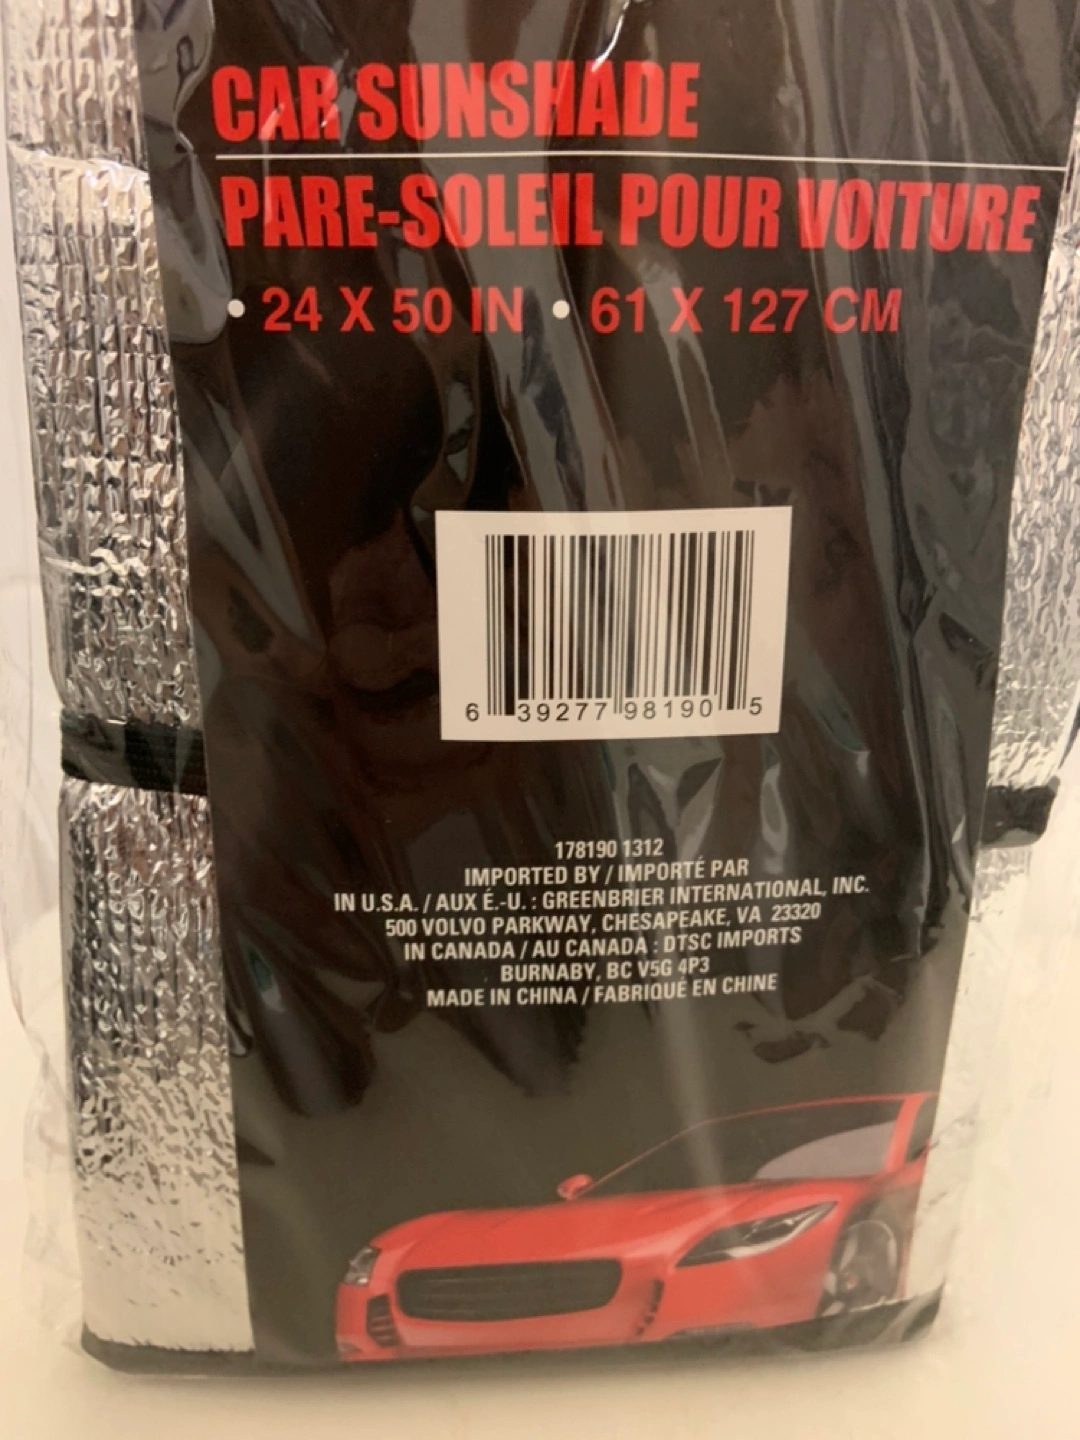 CAR SUNSHADE
PARE-SOLEIL POUR VOITURE
• 24 X 50 IN • 61 X 127 CM
6 39277 98190 5
178190 1312
IMPORTED BY / IMPORTÉ PAR
IN U.S.A. / AUX É.-U. : GREENBRIER INTERNATIONAL, INC.
500 VOLVO PARKWAY, CHESAPEAKE, VA 23320
IN CANADA / AU CANADA : DTSC IMPORTS
BURNABY, BC V5G 4P3
MADE IN CHINA / FABRIQUÉ EN CHINE